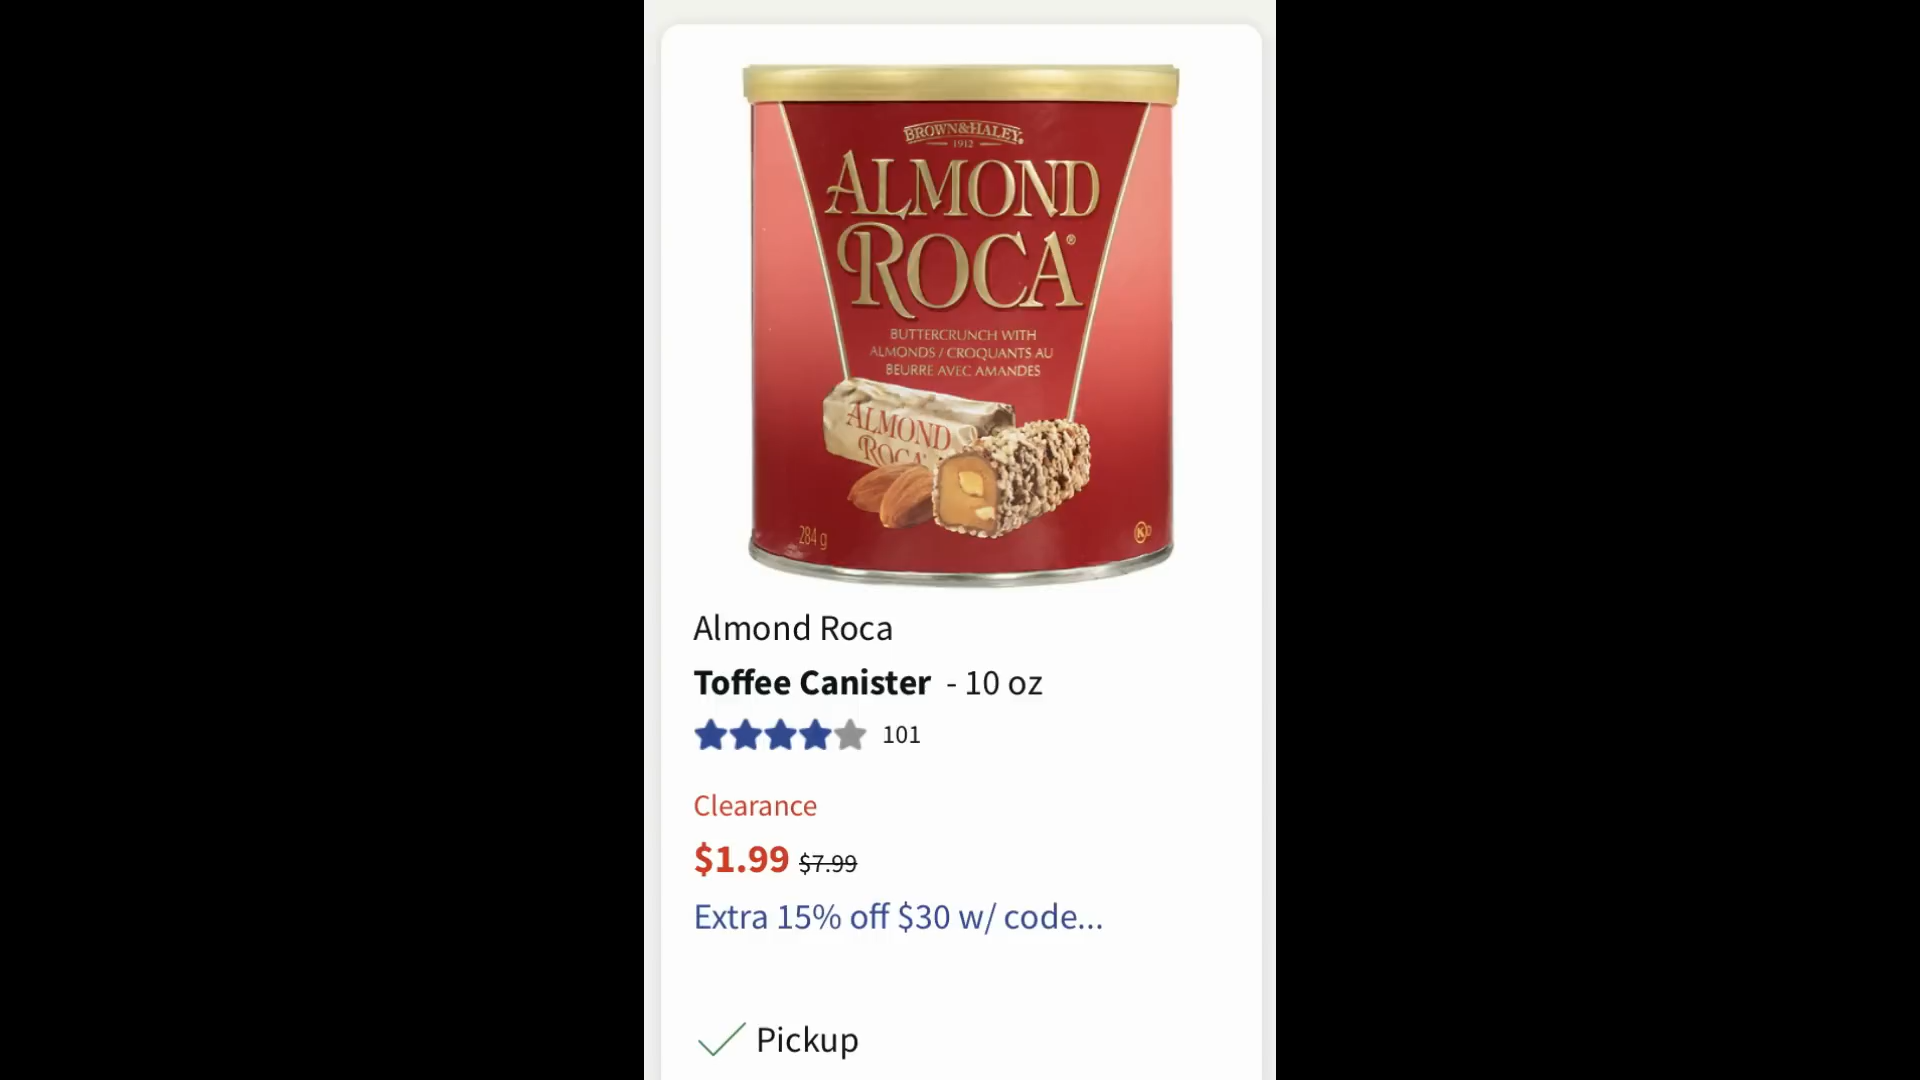 BROWN&HALEY®
1912
ALMOND
ROCA®
BUTTERCRUNCH WITH
ALMONDS / CROQUANTS AU
BEURRE AVEC AMANDES
ALMOND
ROCA
284 g
K D
Almond Roca
Toffee Canister - 10 oz
101
Clearance
$1.99 $7.99
Extra 15% off $30 w/ code...
Pickup